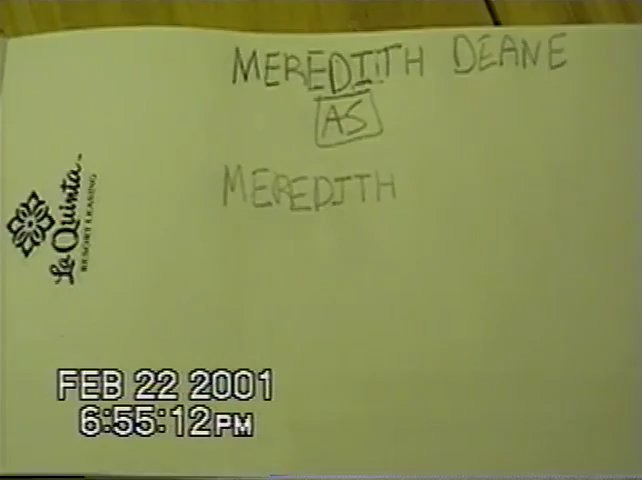 MEREDITH DEANE
AS
MEREDITH
La Quinta
RESORT LEASING
FEB 22 2001
6:55:12PM